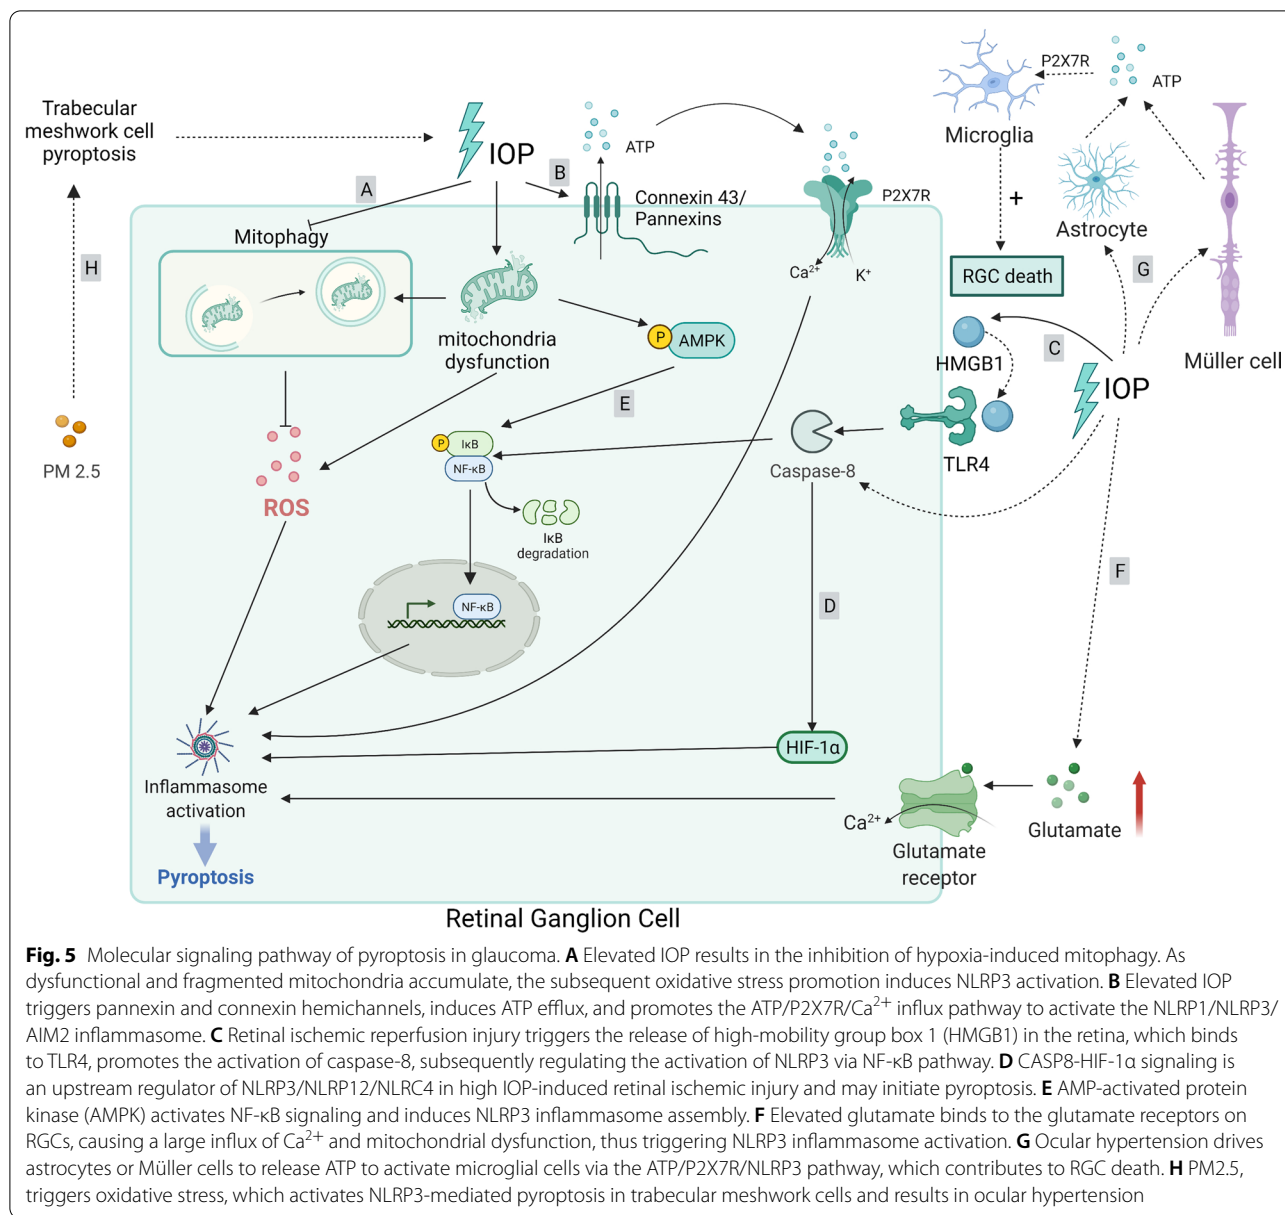 Trabecular
meshwork cell
pyroptosis
IOP
A
B
ATP
Connexin 43/
Pannexins
P2X7R
Ca²⁺
K⁺
P2X7R
ATP
Microglia
+
Astrocyte
G
Müller cell
RGC death
HMGB1
C
IOP
TLR4
H
PM 2.5
Mitophagy
mitochondria
dysfunction
P
AMPK
E
P
IκB
NF-κB
IκB
degradation
Caspase-8
ROS
NF-κB
D
F
HIF-1α
Inflammasome
activation
Pyroptosis
Ca²⁺
Glutamate
receptor
Glutamate
Retinal Ganglion Cell
Fig. 5 Molecular signaling pathway of pyroptosis in glaucoma. A Elevated IOP results in the inhibition of hypoxia-induced mitophagy. As
dysfunctional and fragmented mitochondria accumulate, the subsequent oxidative stress promotion induces NLRP3 activation. B Elevated IOP
triggers pannexin and connexin hemichannels, induces ATP efflux, and promotes the ATP/P2X7R/Ca²⁺ influx pathway to activate the NLRP1/NLRP3/
AIM2 inflammasome. C Retinal ischemic reperfusion injury triggers the release of high-mobility group box 1 (HMGB1) in the retina, which binds
to TLR4, promotes the activation of caspase-8, subsequently regulating the activation of NLRP3 via NF-κB pathway. D CASP8-HIF-1α signaling is
an upstream regulator of NLRP3/NLRP12/NLRC4 in high IOP-induced retinal ischemic injury and may initiate pyroptosis. E AMP-activated protein
kinase (AMPK) activates NF-κB signaling and induces NLRP3 inflammasome assembly. F Elevated glutamate binds to the glutamate receptors on
RGCs, causing a large influx of Ca²⁺ and mitochondrial dysfunction, thus triggering NLRP3 inflammasome activation. G Ocular hypertension drives
astrocytes or Müller cells to release ATP to activate microglial cells via the ATP/P2X7R/NLRP3 pathway, which contributes to RGC death. H PM2.5,
triggers oxidative stress, which activates NLRP3-mediated pyroptosis in trabecular meshwork cells and results in ocular hypertension